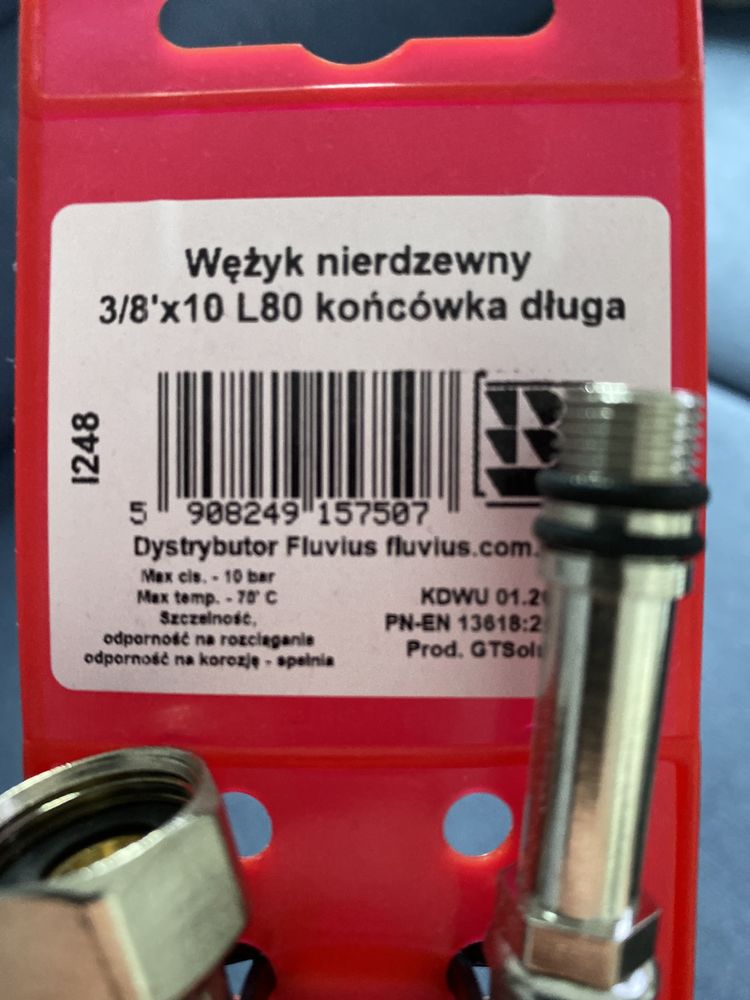 Wężyk nierdzewny
3/8'x10 L80 końcówka długa
I248
5 908249 157507
Dystrybutor Fluvius fluvius.com.
Max cis. - 10 bar
Max temp. - 70' C
Szczelność,
odporność na rozciąganie
odporność na korozję - spełnia
KDWU 01.20
PN-EN 13618:2
Prod. GTSolu